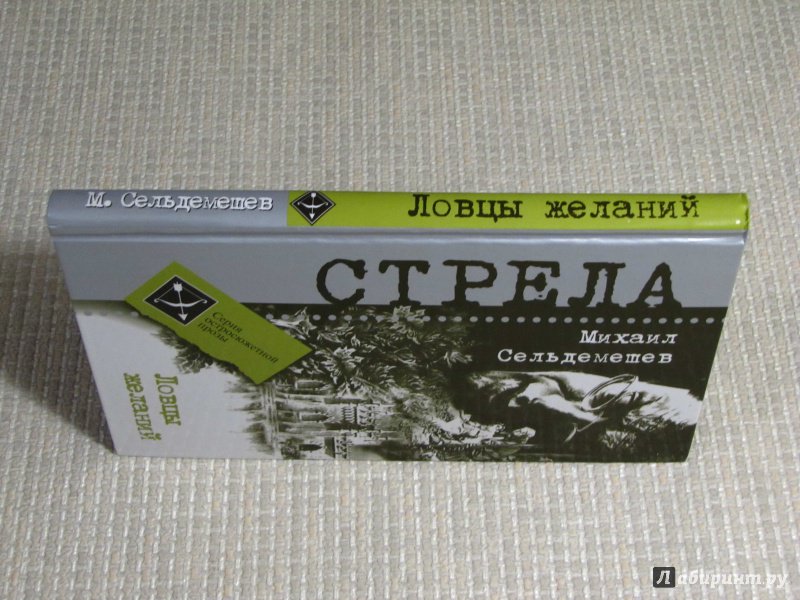 М. Сельдемешев
Ловцы желаний
СТРЕЛА
Серия
остросюжетной
прозы
Михаил
Сельдемешев
Ловцы
желаний
Лабиринт.ру